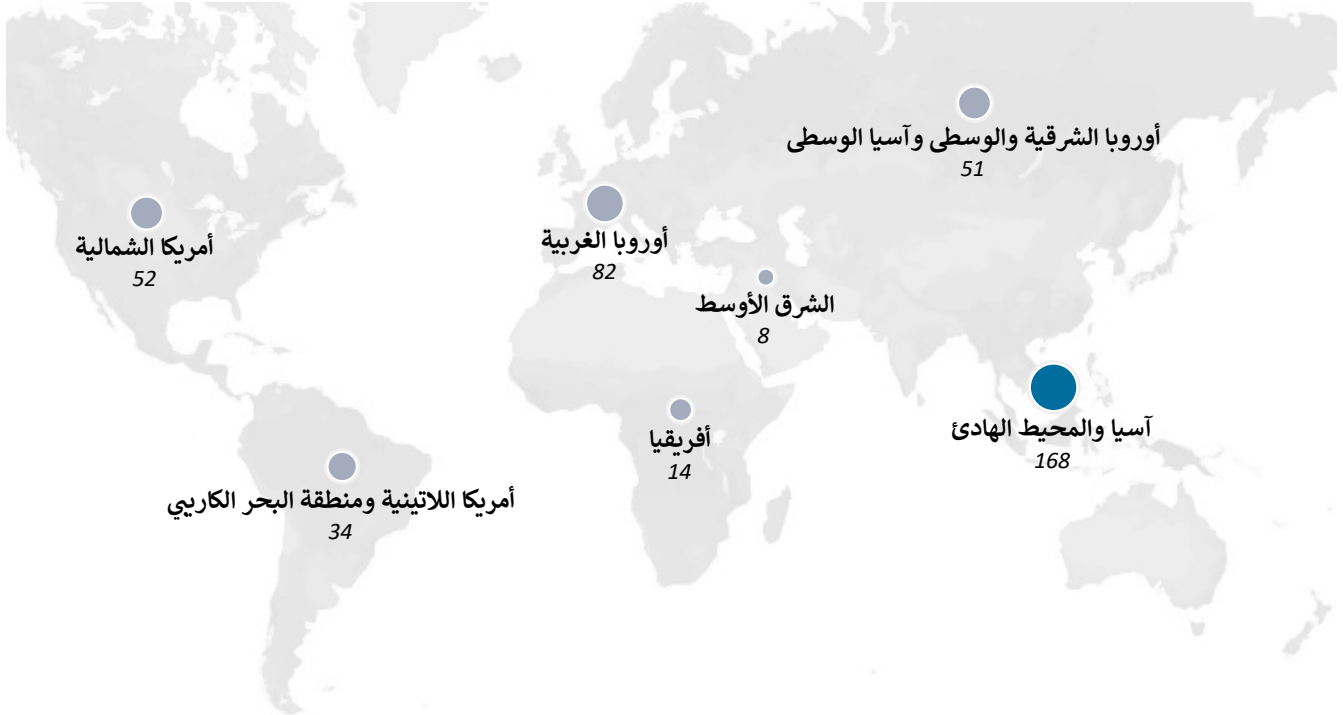 أوروبا الشرقية والوسطى وآسيا الوسطى
51
أمريكا الشمالية
52
أوروبا الغربية
82
الشرق الأوسط
8
آسيا والمحيط الهادئ
168
أفريقيا
14
أمريكا اللاتينية ومنطقة البحر الكاريبي
34